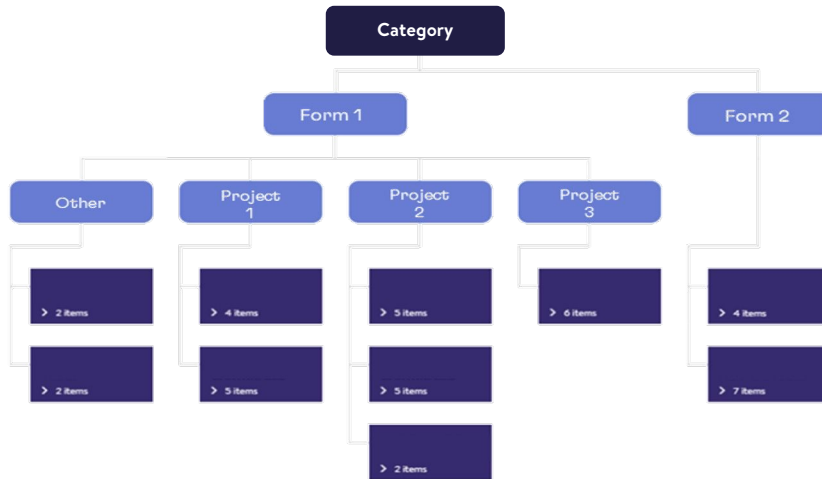 Category
Form 1
Form 2
Other
Project
1
Project
2
Project
3
> 2 items
> 4 items
> 5 items
> 6 items
> 4 items
> 2 items
> 5 items
> 5 items
> 7 items
> 2 items